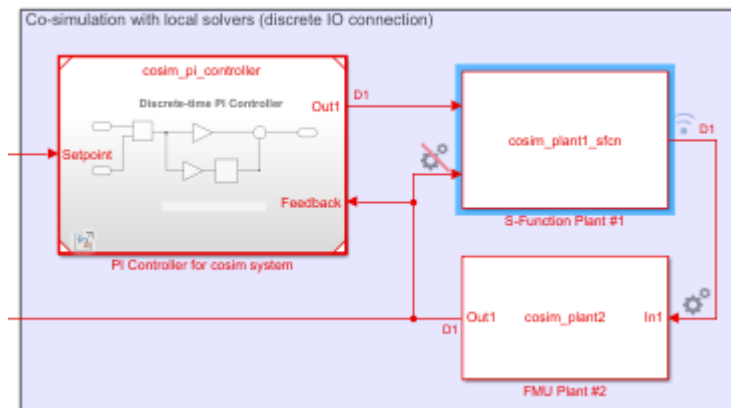 Co-simulation with local solvers (discrete IO connection)
cosim_pi_controller
Discrete-time PI Controller
Out1
D1
Setpoint
Feedback
PI Controller for cosim system
cosim_plant1_sfcn
D1
S-Function Plant #1
D1
Out1
cosim_plant2
In1
FMU Plant #2